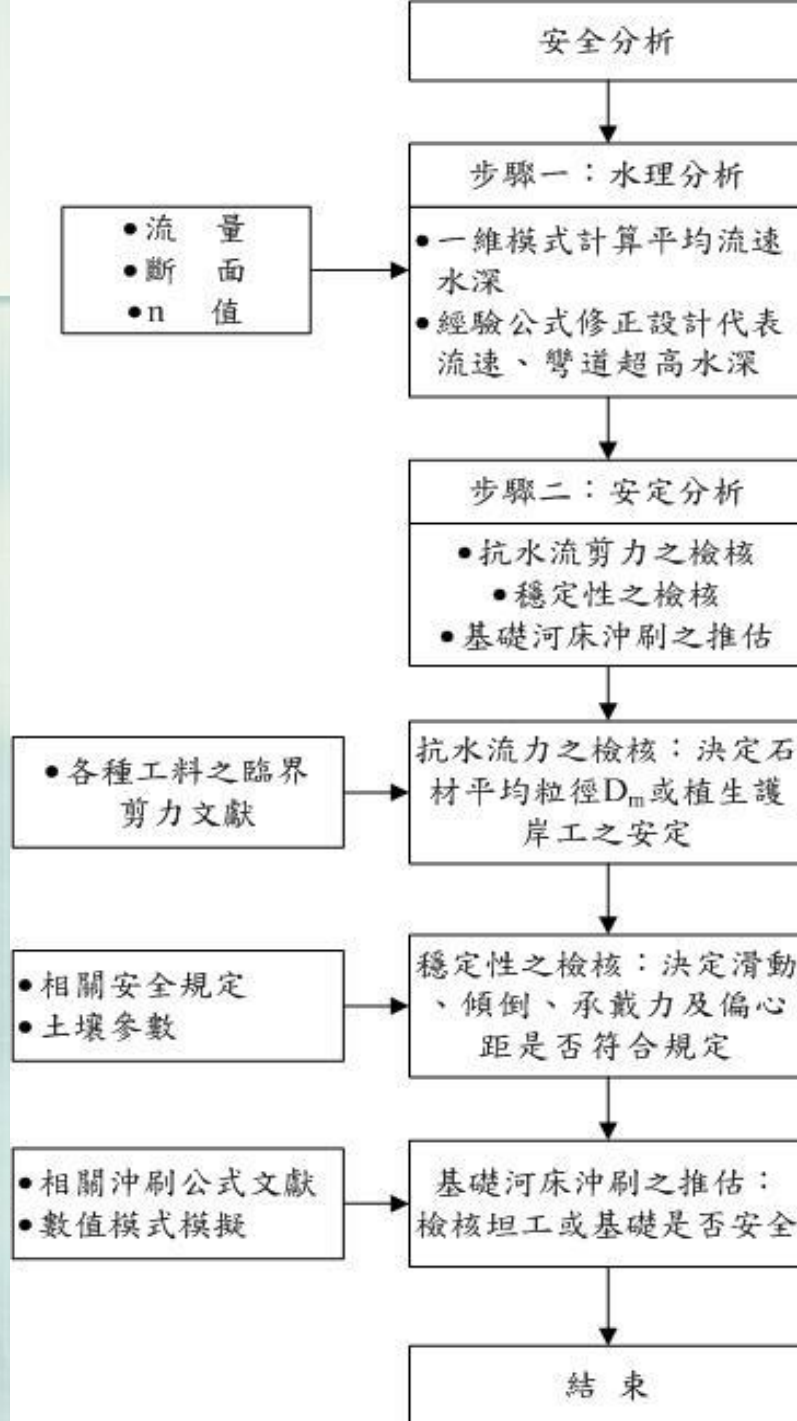 安全分析
步驟一：水理分析
•流　量
•斷　面
•n　值
•一維模式計算平均流速
水深
•經驗公式修正設計代表
流速、彎道超高水深
步驟二：安定分析
•抗水流剪力之檢核
•穩定性之檢核
•基礎河床沖刷之推估
•各種工料之臨界
剪力文獻
抗水流力之檢核：決定石
材平均粒徑Dm或植生護
岸工之安定
•相關安全規定
•土壤參數
穩定性之檢核：決定滑動
、傾倒、承載力及偏心
距是否符合規定
•相關沖刷公式文獻
•數值模式模擬
基礎河床沖刷之推估：
檢核坦工或基礎是否安全
結 束